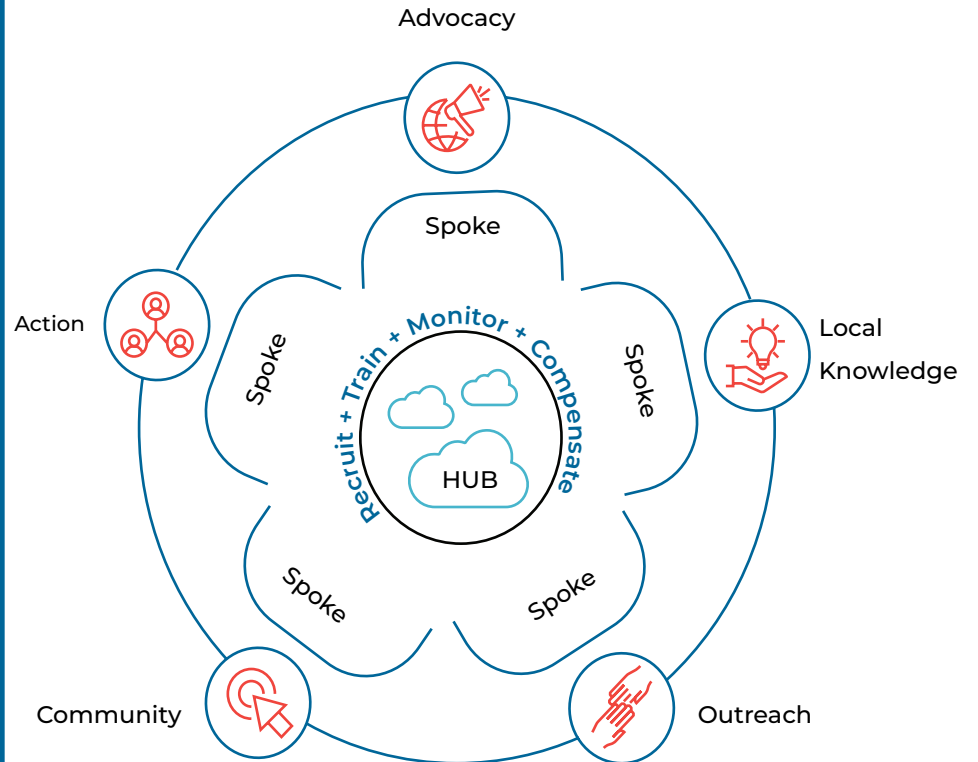 Advocacy
Spoke
Action
Spoke
Recruit + Train + Monitor + Compensate
Spoke
Local
Knowledge
HUB
Spoke
Spoke
Community
Outreach